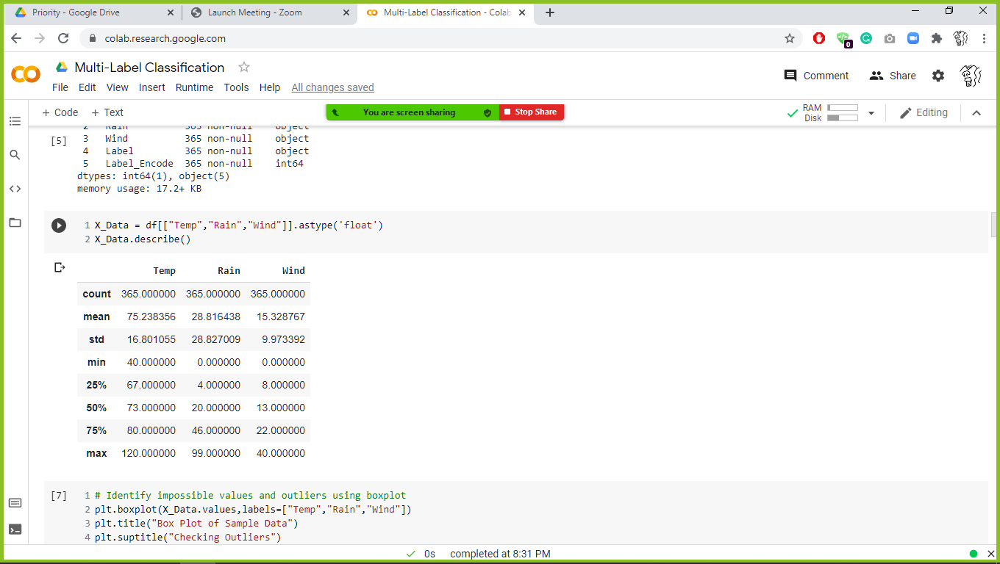 Priority - Google Drive
Launch Meeting - Zoom
Multi-Label Classification - Colab
colab.research.google.com
0
Multi-Label Classification
File Edit View Insert Runtime Tools Help All changes saved
Comment Share
+ Code + Text
You are screen sharing Stop Share
RAM
Disk
Editing
2 Rain 365 non-null object
[5] 3 Wind 365 non-null object
4 Label 365 non-null object
5 Label_Encode 365 non-null int64
dtypes: int64(1), object(5)
memory usage: 17.2+ KB
1 X_Data = df[["Temp","Rain","Wind"]].astype('float')
2 X_Data.describe()
Temp Rain Wind
count 365.000000 365.000000 365.000000
mean 75.238356 28.816438 15.328767
std 16.801055 28.827009 9.973392
min 40.000000 0.000000 0.000000
25% 67.000000 4.000000 8.000000
50% 73.000000 20.000000 13.000000
75% 80.000000 46.000000 22.000000
max 120.000000 99.000000 40.000000
[7] 1 # Identify impossible values and outliers using boxplot
2 plt.boxplot(X_Data.values,labels=["Temp","Rain","Wind"])
3 plt.title("Box Plot of Sample Data")
4 plt.suptitle("Checking Outliers")
0s completed at 8:31 PM